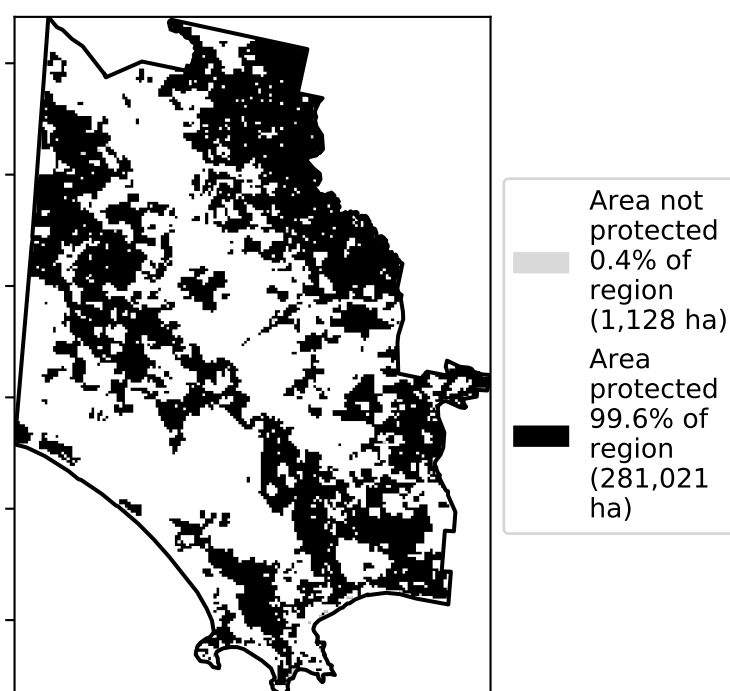 Area not
protected
0.4% of
region
(1,128 ha)
Area
protected
99.6% of
region
(281,021
ha)